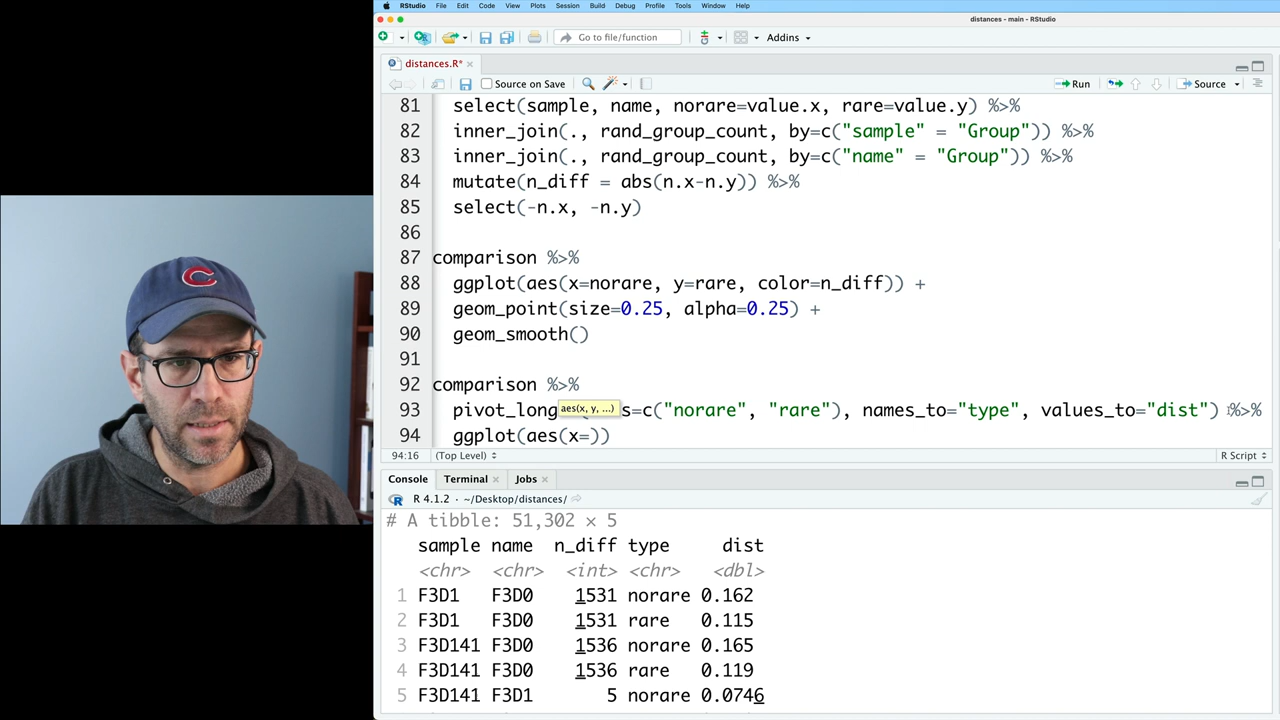 RStudio File Edit Code View Plots Session Build Debug Profile Tools Window Help
distances - main - RStudio
Go to file/function Addins
distances.R*
Source on Save Run Source
81 select(sample, name, norare=value.x, rare=value.y) %>%
82 inner_join(., rand_group_count, by=c("sample" = "Group")) %>%
83 inner_join(., rand_group_count, by=c("name" = "Group")) %>%
84 mutate(n_diff = abs(n.x-n.y)) %>%
85 select(-n.x, -n.y)
86
87 comparison %>%
88 ggplot(aes(x=norare, y=rare, color=n_diff)) +
89 geom_point(size=0.25, alpha=0.25) +
90 geom_smooth()
91
92 comparison %>%
aes(x, y, ...)
93 pivot_long s=c("norare", "rare"), names_to="type", values_to="dist") %>%
94 ggplot(aes(x=))
94:16 (Top Level) R Script
Console Terminal Jobs
R 4.1.2 · ~/Desktop/distances/
# A tibble: 51,302 × 5
sample name n_diff type dist
<chr> <chr> <int> <chr> <dbl>
1 F3D1 F3D0 1531 norare 0.162
2 F3D1 F3D0 1531 rare 0.115
3 F3D141 F3D0 1536 norare 0.165
4 F3D141 F3D0 1536 rare 0.119
5 F3D141 F3D1 5 norare 0.0746
C